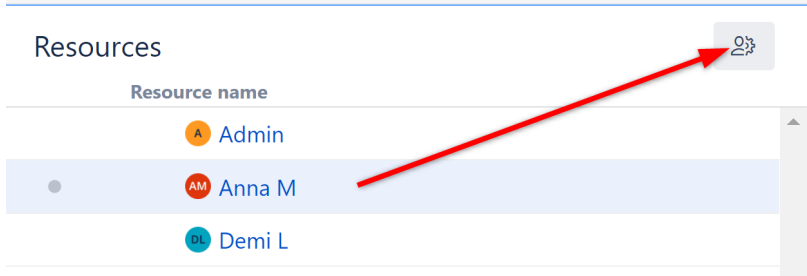 Resources
Resource name
A Admin
AM Anna M
DL Demi L